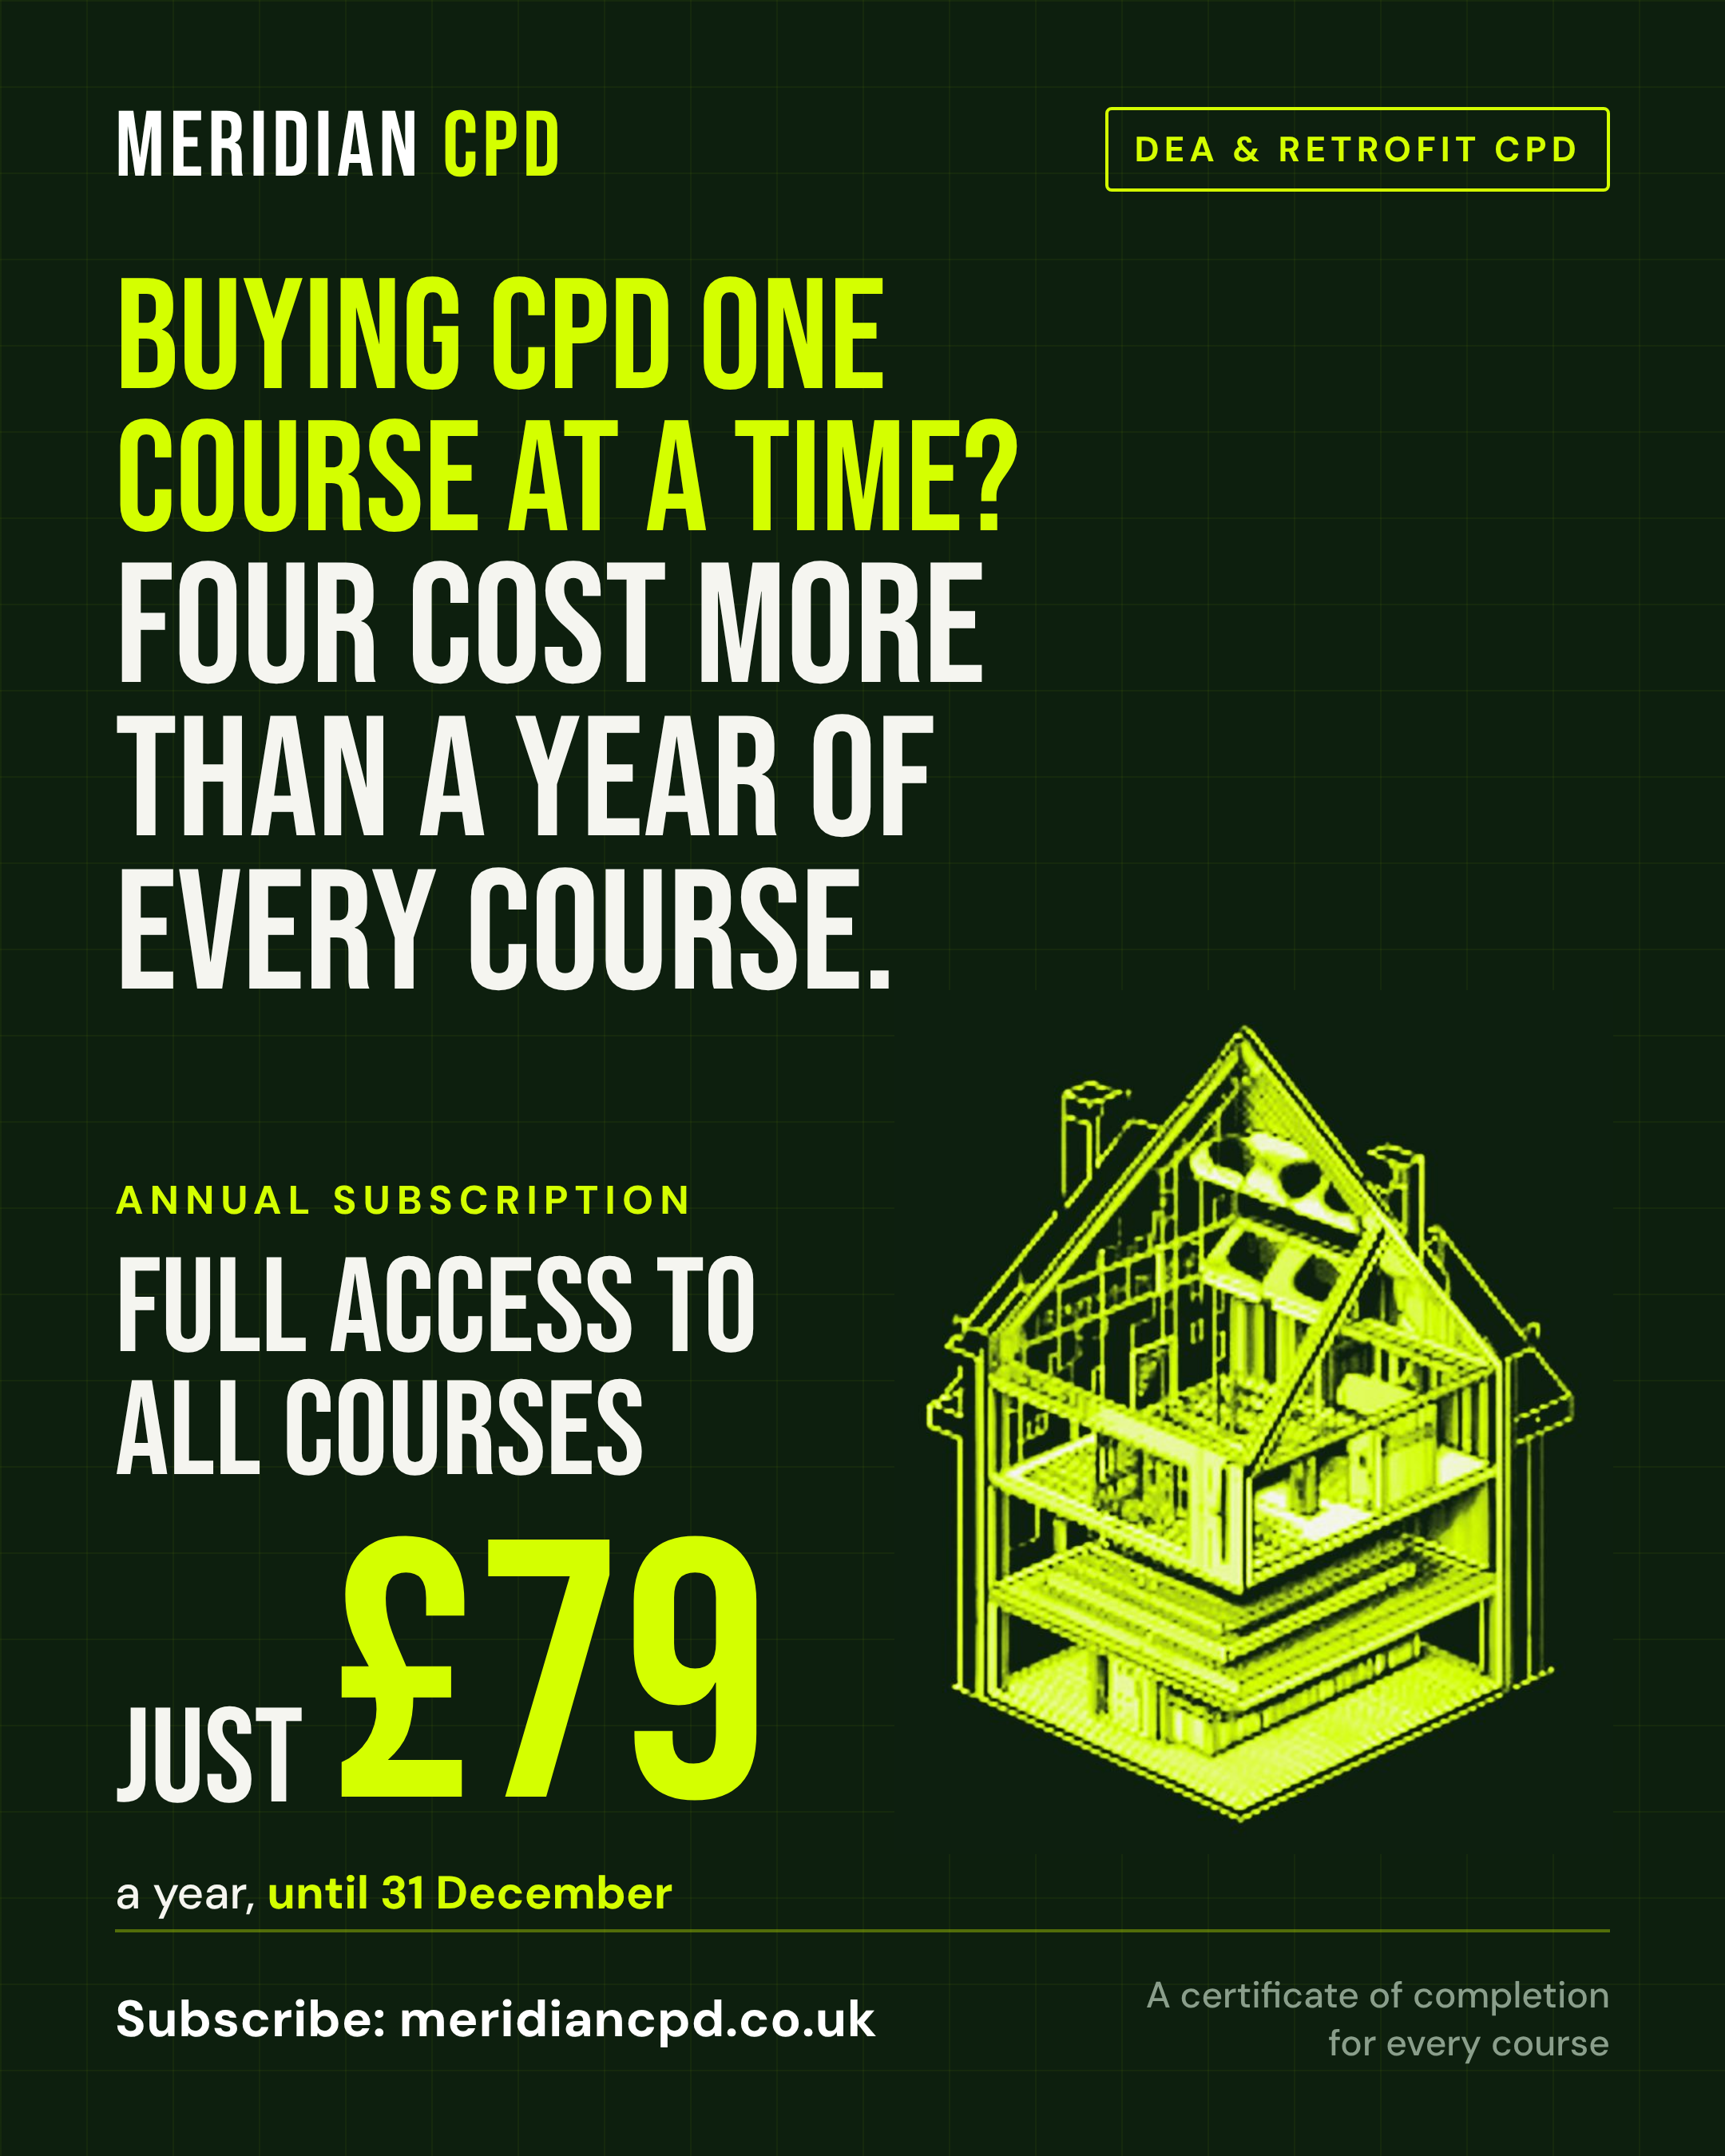 MERIDIAN CPD
DEA & RETROFIT CPD
BUYING CPD ONE
COURSE AT A TIME?
FOUR COST MORE
THAN A YEAR OF
EVERY COURSE.
ANNUAL SUBSCRIPTION
FULL ACCESS TO
ALL COURSES
JUST £79
a year, until 31 December
Subscribe: meridiancpd.co.uk
A certificate of completion
for every course